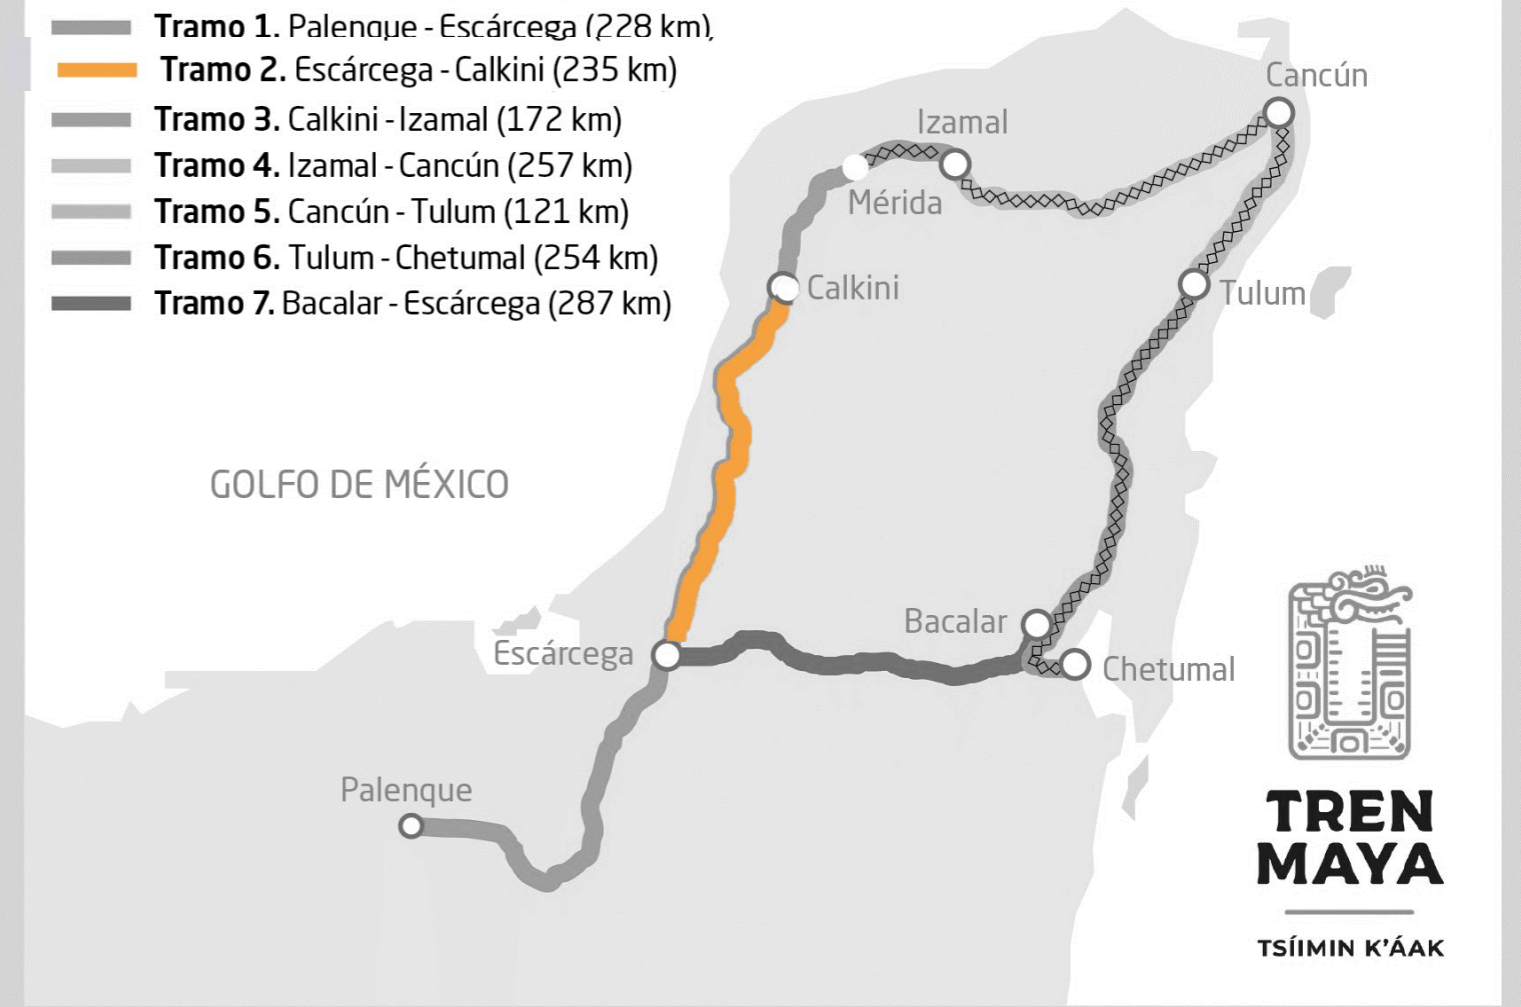 Tramo 1. Palenque - Escárcega (228 km),
Tramo 2. Escárcega - Calkini (235 km)
Tramo 3. Calkini - Izamal (172 km)
Tramo 4. Izamal - Cancún (257 km)
Tramo 5. Cancún - Tulum (121 km)
Tramo 6. Tulum - Chetumal (254 km)
Tramo 7. Bacalar - Escárcega (287 km)
Cancún
Izamal
Mérida
Calkini
Tulum
GOLFO DE MÉXICO
Bacalar
Escárcega
Chetumal
Palenque
TREN
MAYA
TSÍIMIN K'ÁAK